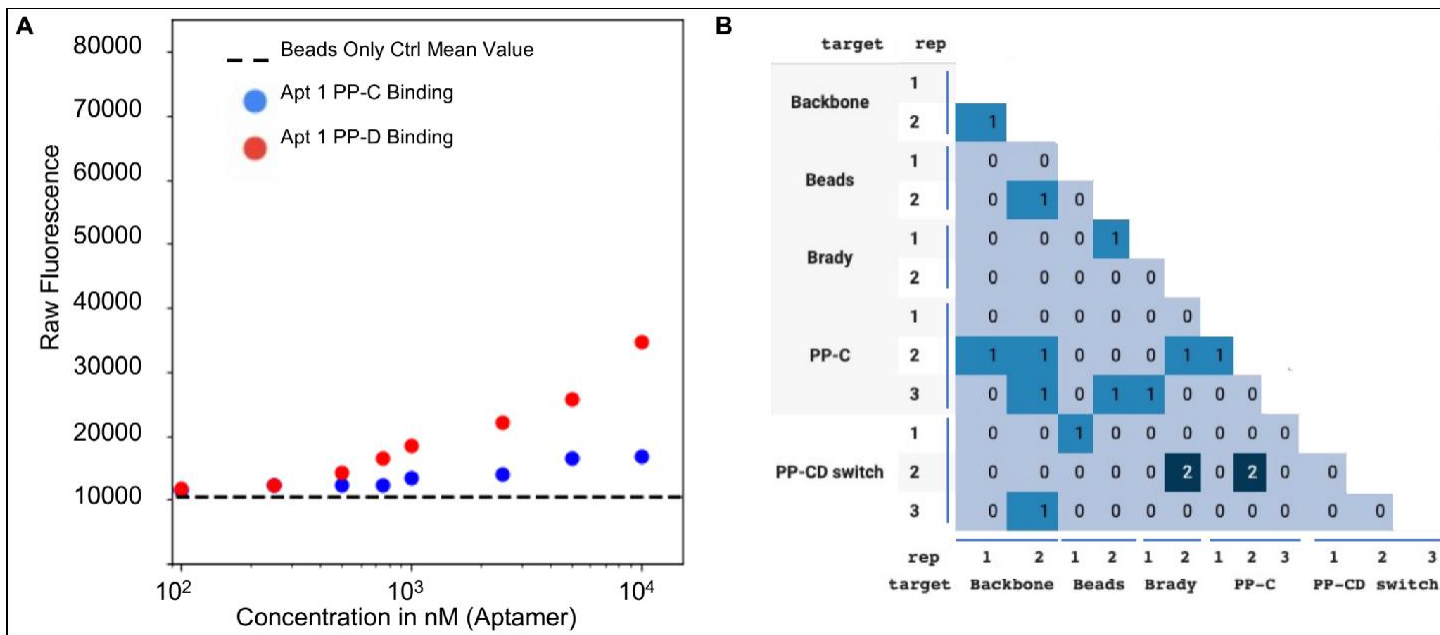 A
80000
70000
60000
50000
40000
30000
20000
10000
Raw Fluorescence
Beads Only Ctrl Mean Value
Apt 1 PP-C Binding
Apt 1 PP-D Binding
10²
10³
10⁴
Concentration in nM (Aptamer)
B
target rep
Backbone
1
2 1
Beads
1 0 0
2 0 1 0
Brady
1 0 0 0 1
2 0 0 0 0 0
PP-C
1 0 0 0 0 0 0
2 1 1 0 0 0 1 1
3 0 1 0 1 1 0 0 0
PP-CD switch
1 0 0 1 0 0 0 0 0 0
2 0 0 0 0 0 2 0 2 0 0
3 0 1 0 0 0 0 0 0 0 0 0
rep 1 2 1 2 1 2 1 2 3 1 2 3
target Backbone Beads Brady PP-C PP-CD switch